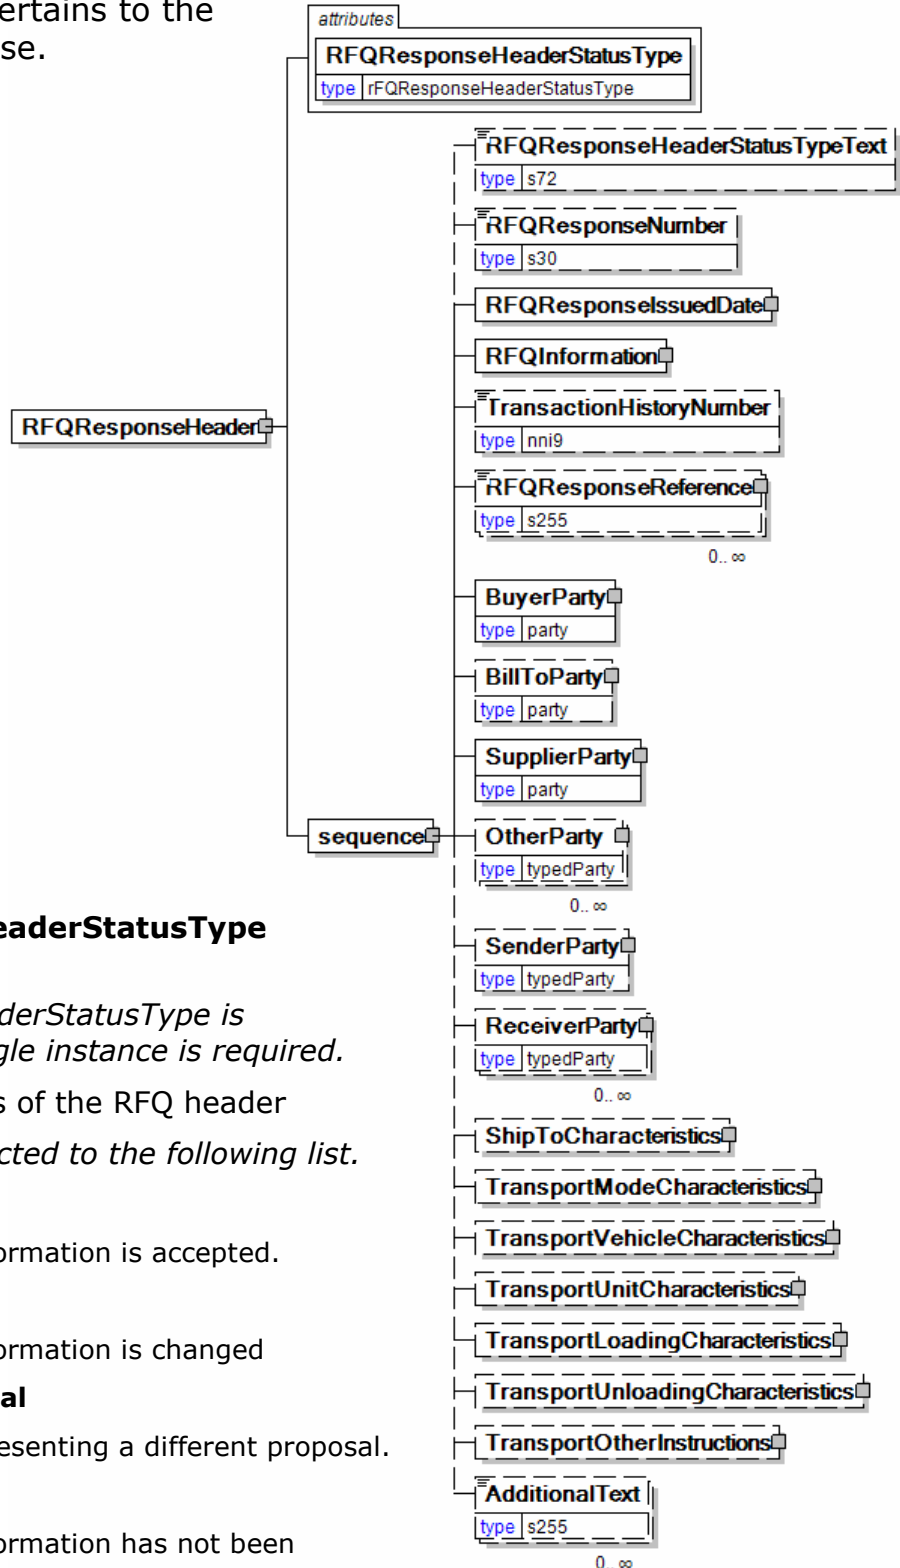 ertains to the
se.
attributes
RFQResponseHeaderStatusType
type rFQResponseHeaderStatusType
RFQResponseHeaderStatusTypeText
type s72
RFQResponseNumber
type s30
RFQResponseIssuedDate
RFQInformation
TransactionHistoryNumber
type nni9
RFQResponseHeader
RFQResponseReference
type s255
0.. ∞
BuyerParty
type party
BillToParty
type party
SupplierParty
type party
sequence
OtherParty
type typedParty
0.. ∞
SenderParty
type typedParty
ReceiverParty
type typedParty
0.. ∞
ShipToCharacteristics
TransportModeCharacteristics
TransportVehicleCharacteristics
TransportUnitCharacteristics
TransportLoadingCharacteristics
TransportUnloadingCharacteristics
TransportOtherInstructions
AdditionalText
type s255
0.. ∞
eaderStatusType
derStatusType is
gle instance is required.
s of the RFQ header
cted to the following list.
ormation is accepted.
ormation is changed
al
esenting a different proposal.
ormation has not been